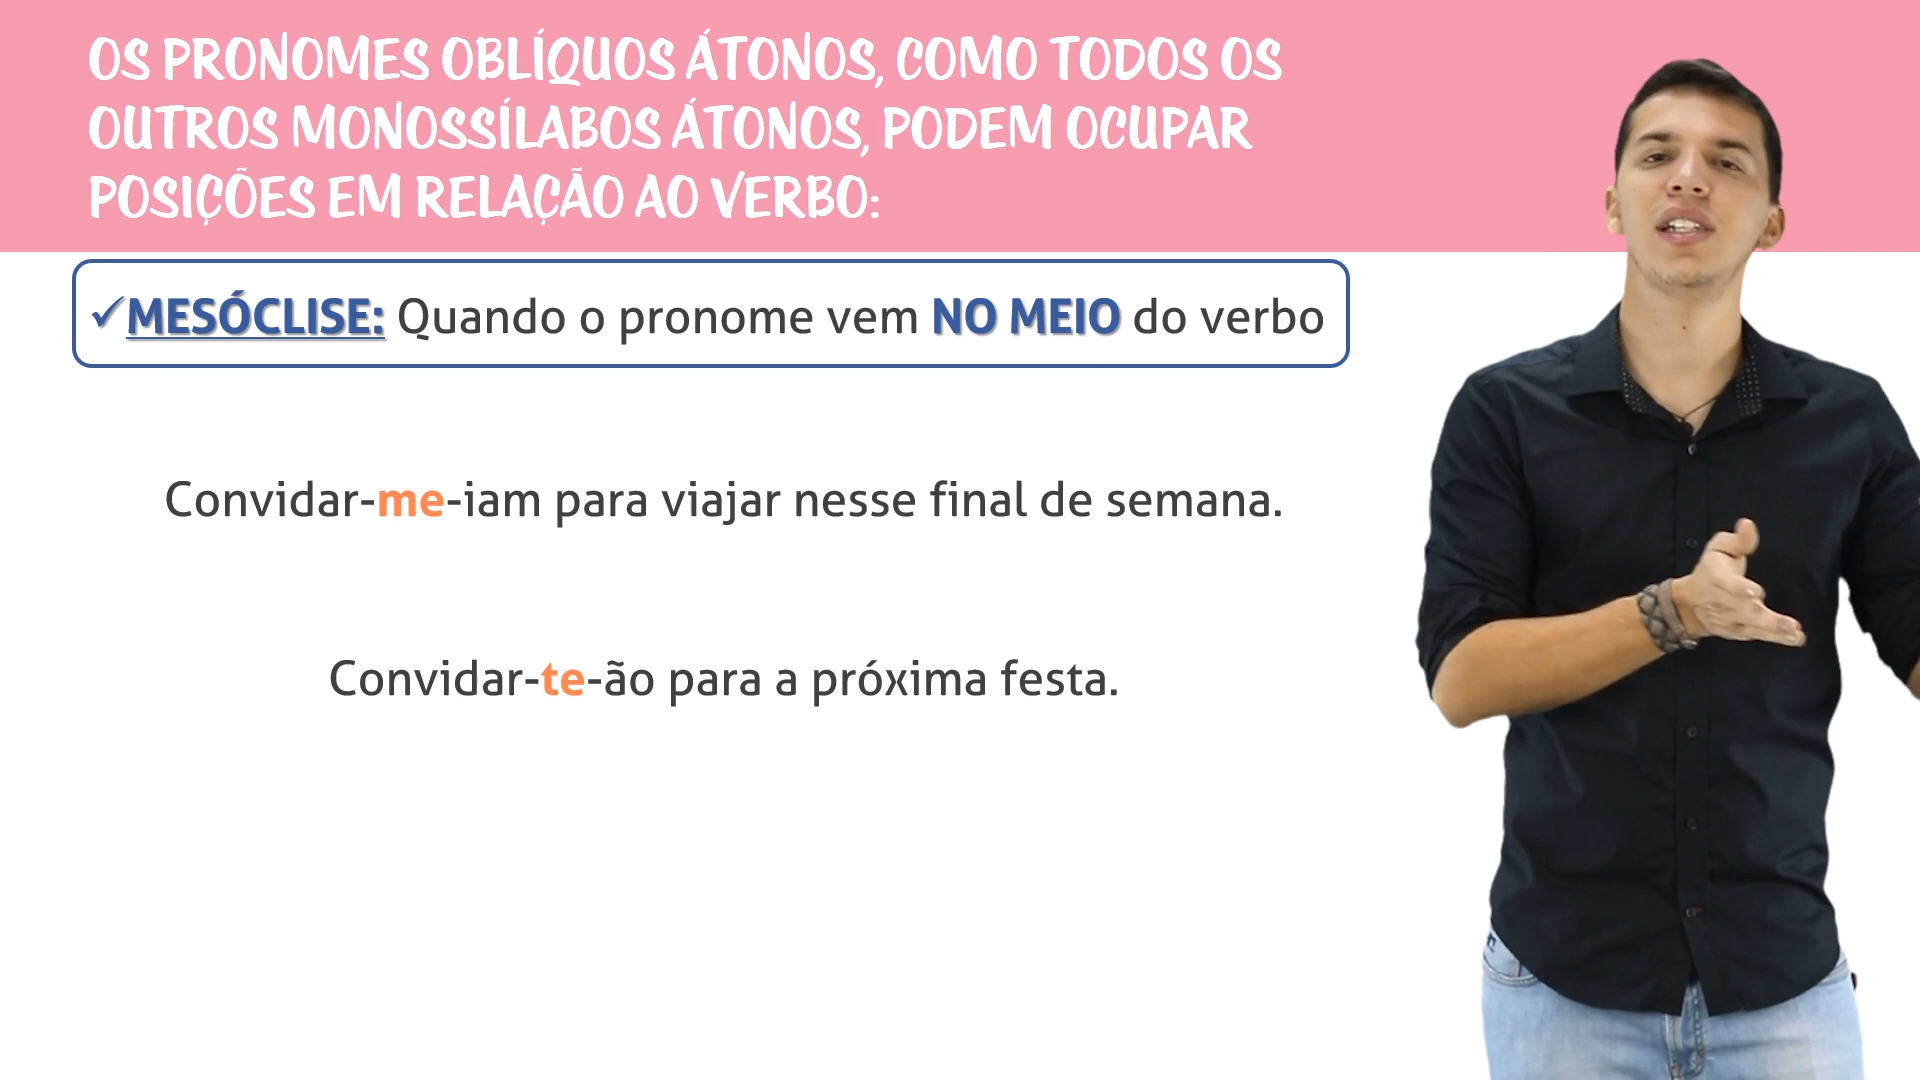 OS PRONOMES OBLÍQUOS ÁTONOS, COMO TODOS OS
OUTROS MONOSSÍLABOS ÁTONOS, PODEM OCUPAR
POSIÇÕES EM RELAÇÃO AO VERBO:
✓MESÓCLISE: Quando o pronome vem NO MEIO do verbo
Convidar-me-iam para viajar nesse final de semana.
Convidar-te-ão para a próxima festa.